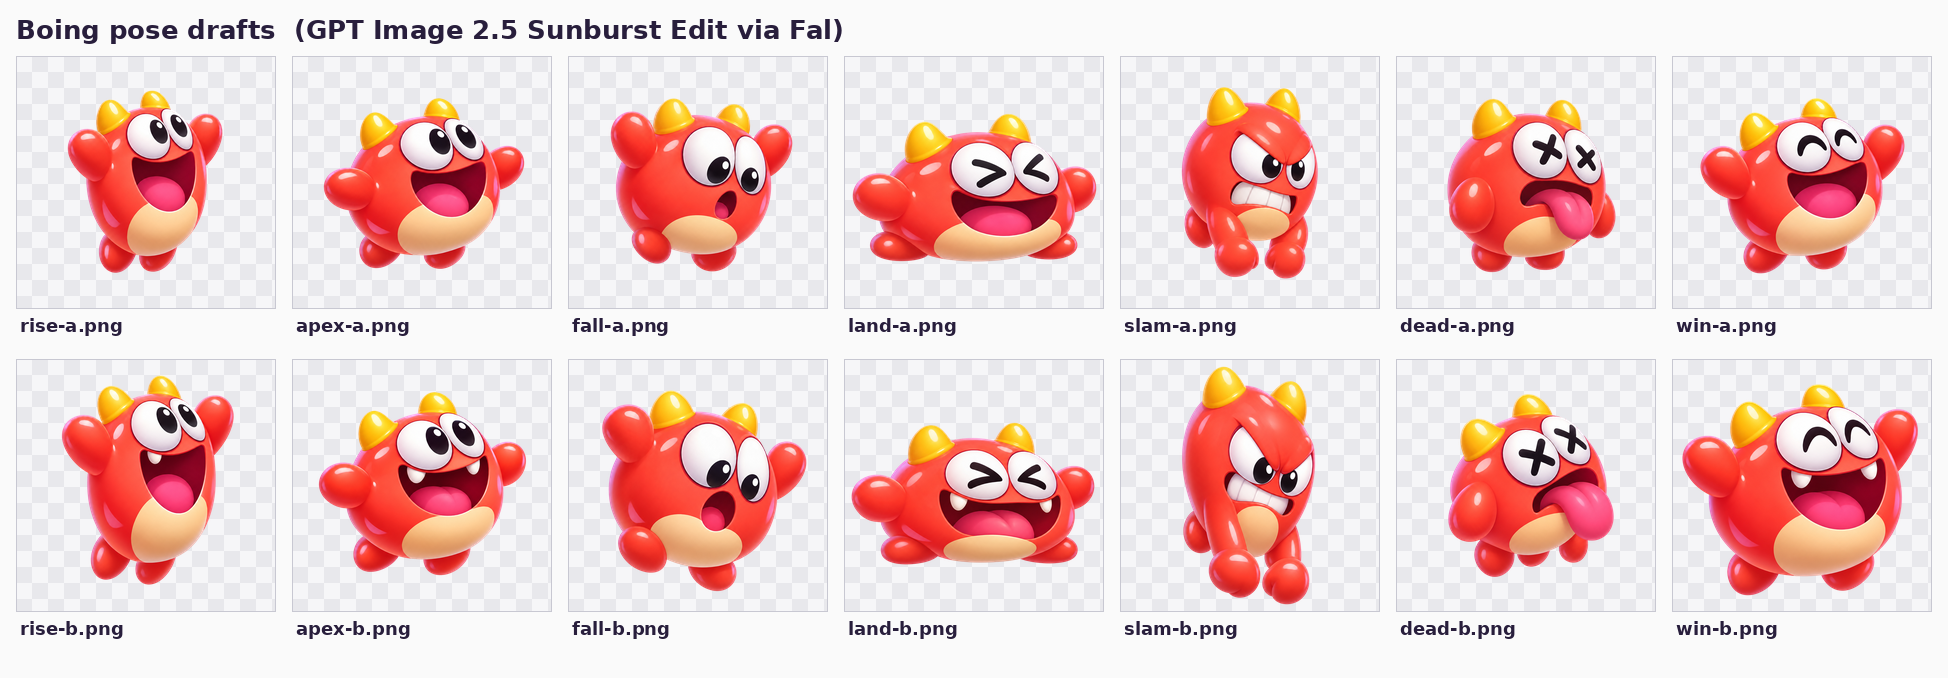 Boing pose drafts (GPT Image 2.5 Sunburst Edit via Fal)
rise-a.png apex-a.png fall-a.png land-a.png slam-a.png dead-a.png win-a.png
rise-b.png apex-b.png fall-b.png land-b.png slam-b.png dead-b.png win-b.png